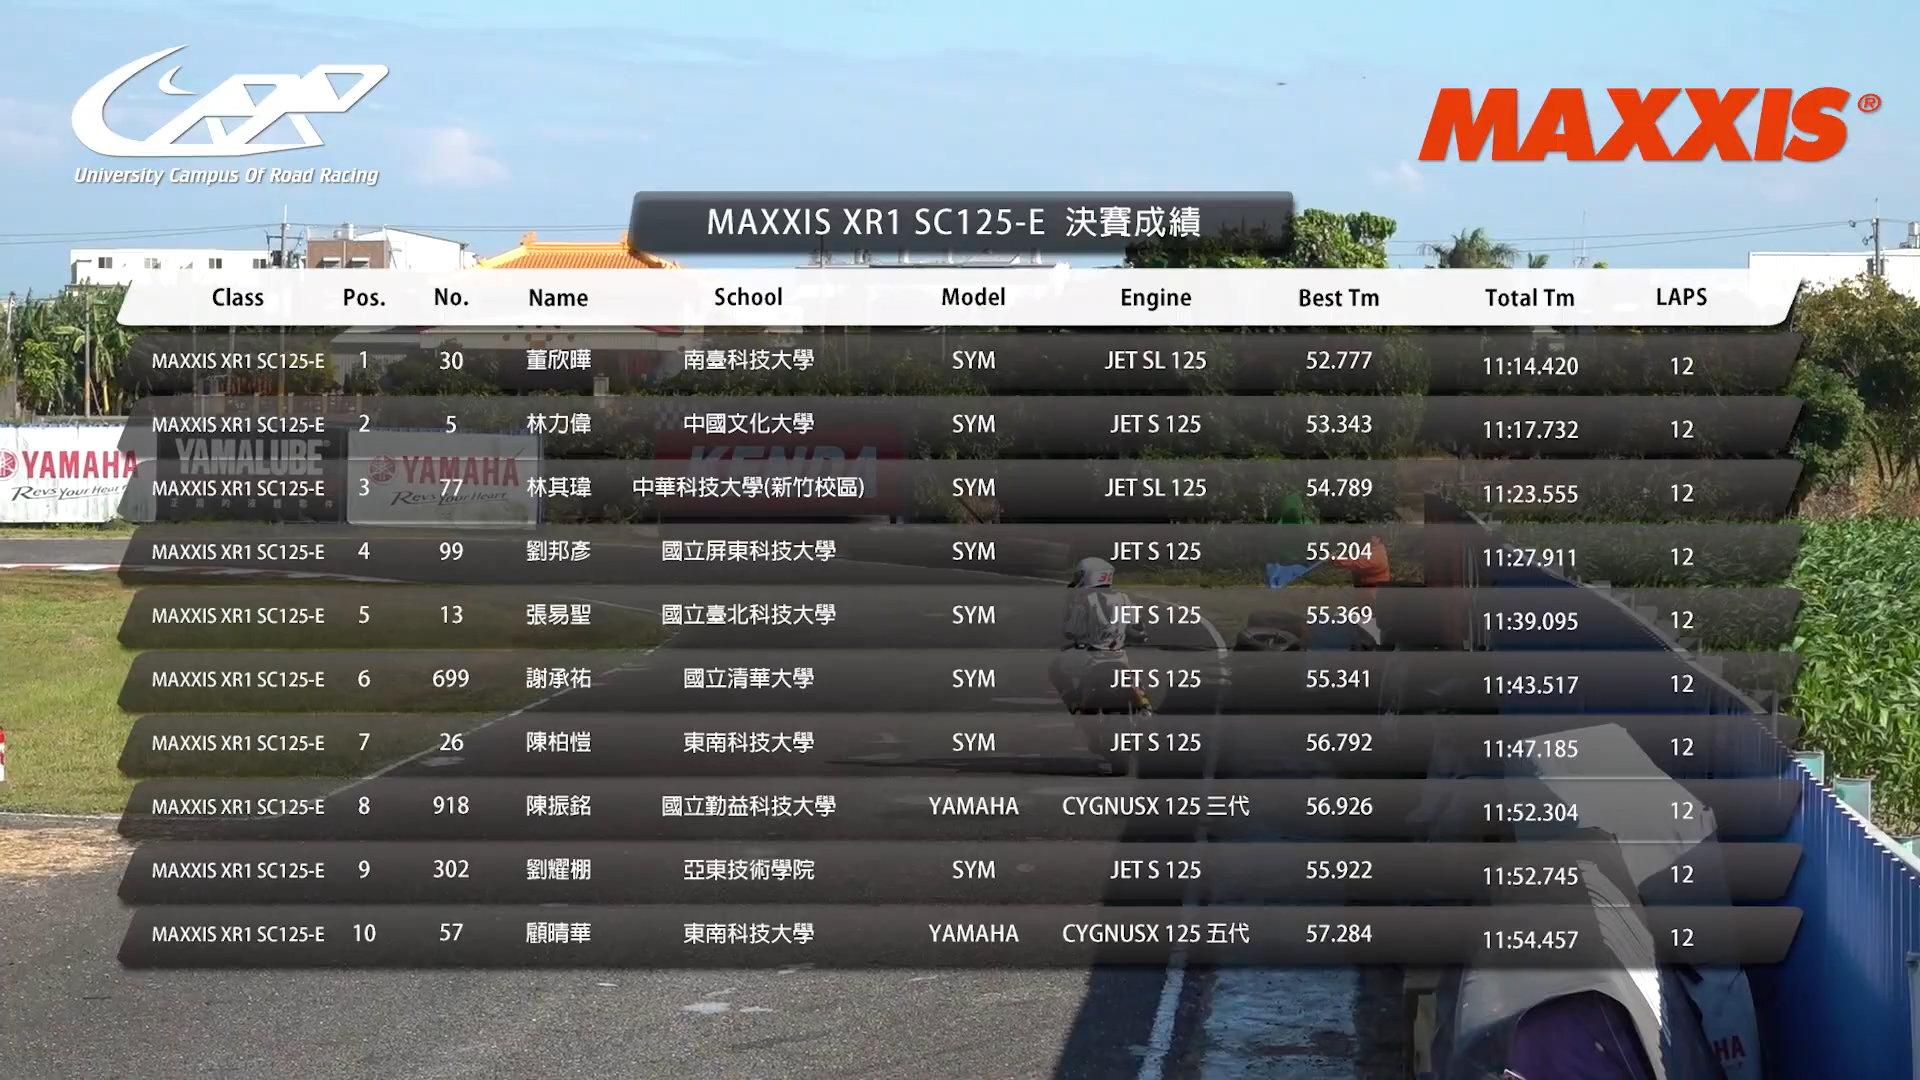 University Campus Of Road Racing
MAXXIS®
MAXXIS XR1 SC125-E 決賽成績
Class Pos. No. Name School Model Engine Best Tm Total Tm LAPS
MAXXIS XR1 SC125-E 1 30 董欣曄 南臺科技大學 SYM JET SL 125 52.777 11:14.420 12
MAXXIS XR1 SC125-E 2 5 林力偉 中國文化大學 SYM JET S 125 53.343 11:17.732 12
MAXXIS XR1 SC125-E 3 77 林其瑋 中華科技大學(新竹校區) SYM JET SL 125 54.789 11:23.555 12
MAXXIS XR1 SC125-E 4 99 劉邦彥 國立屏東科技大學 SYM JET S 125 55.204 11:27.911 12
MAXXIS XR1 SC125-E 5 13 張易聖 國立臺北科技大學 SYM JET S 125 55.369 11:39.095 12
MAXXIS XR1 SC125-E 6 699 謝承祐 國立清華大學 SYM JET S 125 55.341 11:43.517 12
MAXXIS XR1 SC125-E 7 26 陳柏愷 東南科技大學 SYM JET S 125 56.792 11:47.185 12
MAXXIS XR1 SC125-E 8 918 陳振銘 國立勤益科技大學 YAMAHA CYGNUSX 125 三代 56.926 11:52.304 12
MAXXIS XR1 SC125-E 9 302 劉耀棚 亞東技術學院 SYM JET S 125 55.922 11:52.745 12
MAXXIS XR1 SC125-E 10 57 顧晴華 東南科技大學 YAMAHA CYGNUSX 125 五代 57.284 11:54.457 12
YAMAHA
Revs Your Heart
YAMALUBE
YAMAHA
Revs Your Heart
KENDA